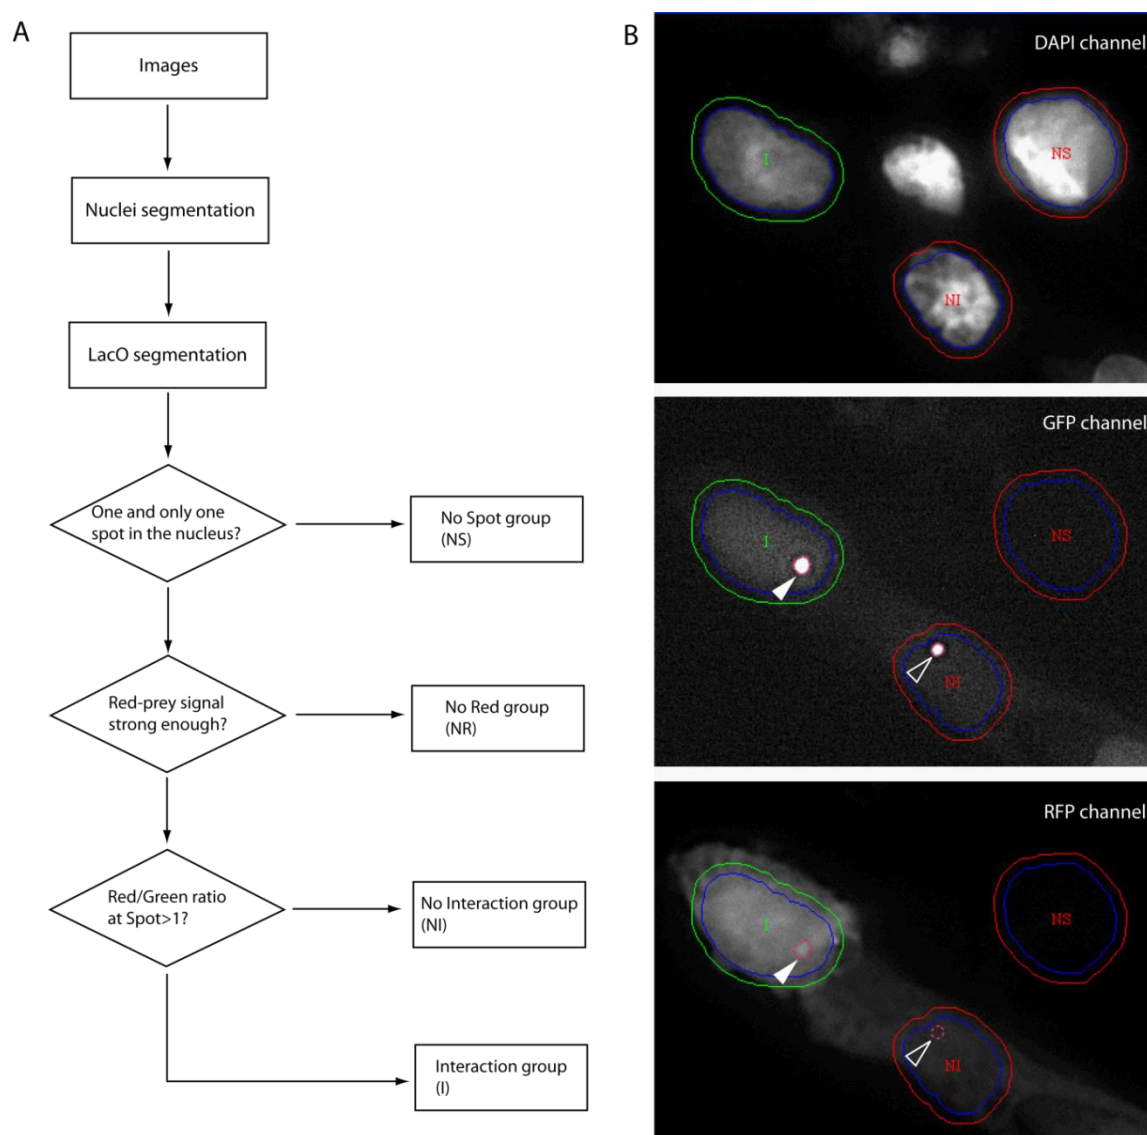 A
Images
Nuclei segmentation
LacO segmentation
One and only one
spot in the nucleus?
No Spot group
(NS)
Red-prey signal
strong enough?
No Red group
(NR)
Red/Green ratio
at Spot>1?
No Interaction group
(NI)
Interaction group
(I)
B
DAPI channel
I
NS
NI
GFP channel
I
NS
NI
RFP channel
I
NS
NI